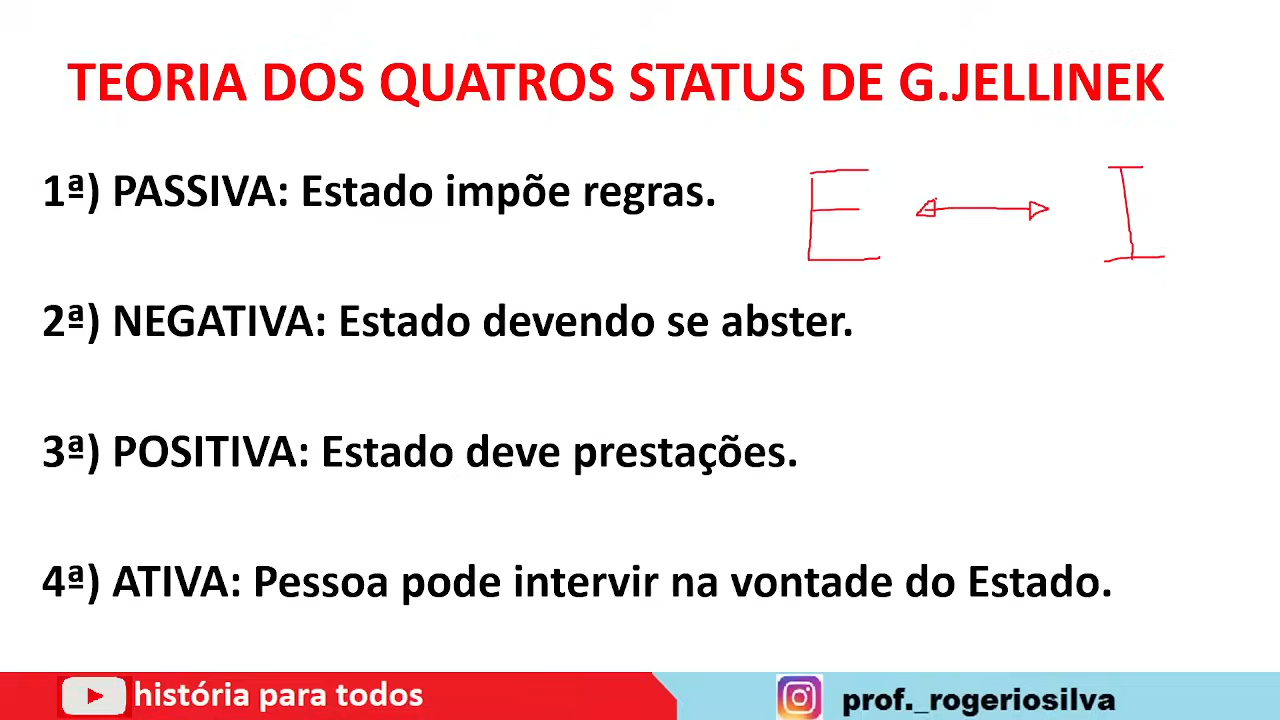 TEORIA DOS QUATROS STATUS DE G.JELLINEK
1ª) PASSIVA: Estado impõe regras.
E I
2ª) NEGATIVA: Estado devendo se abster.
3ª) POSITIVA: Estado deve prestações.
4ª) ATIVA: Pessoa pode intervir na vontade do Estado.
história para todos
prof._rogeriosilva